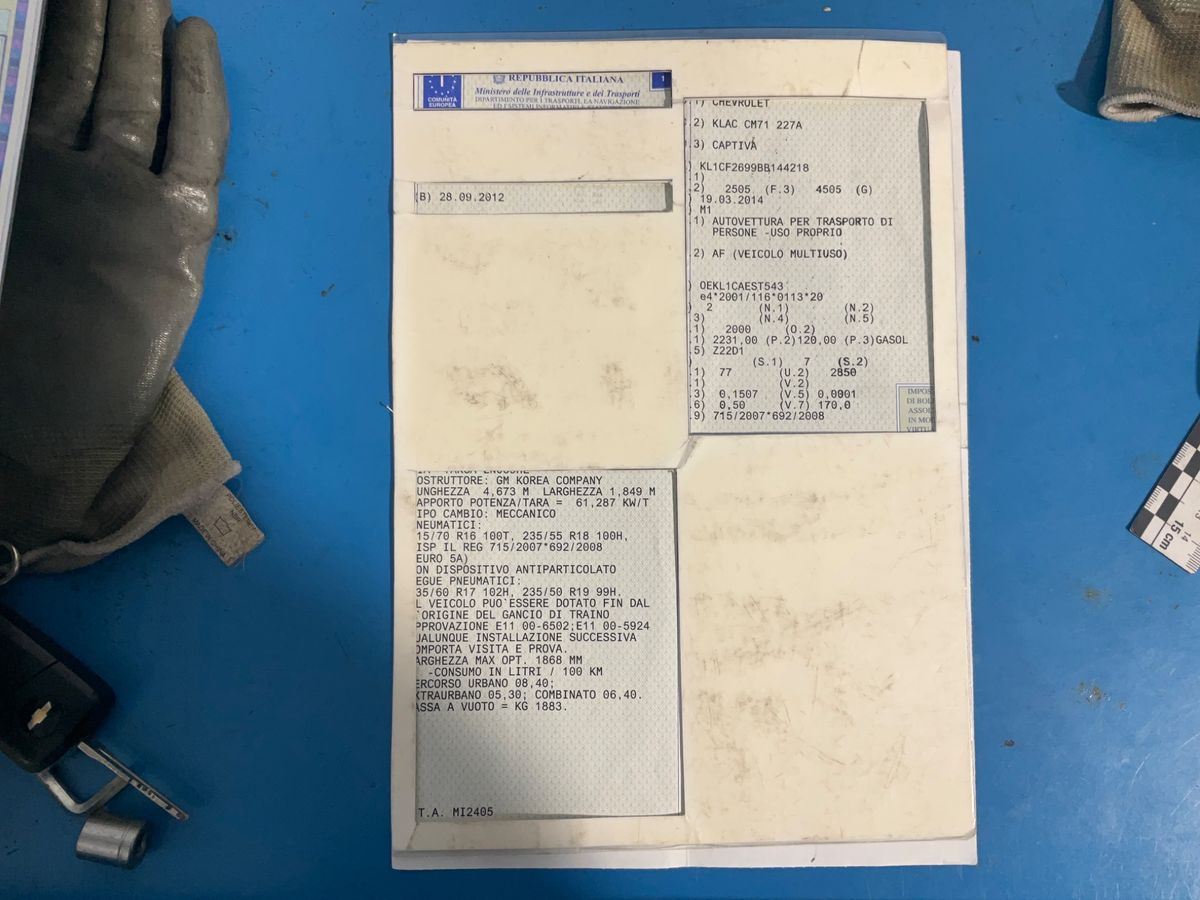 COMUNITÀ
EUROPEA
REPUBBLICA ITALIANA
1
Ministero delle Infrastrutture e dei Trasporti
DIPARTIMENTO PER I TRASPORTI, LA NAVIGAZIONE
(B) 28.09.2012
1) CHEVROLET
.2) KLAC CM71 227A
.3) CAPTIVA
) KL1CF2699BB144218
.1)
.2) 2505 (F.3) 4505 (G)
) 19.03.2014
) M1
.1) AUTOVETTURA PER TRASPORTO DI
PERSONE -USO PROPRIO
.2) AF (VEICOLO MULTIUSO)
) OEKL1CAEST543
e4*2001/116*0113*20
) 2 (N.1) (N.2)
3) (N.4) (N.5)
.1) 2000 (O.2)
.1) 2231,00 (P.2)120,00 (P.3)GASOL
.5) Z22D1
) (S.1) 7 (S.2)
.1) 77 (U.2) 2850
.1) (V.2)
.3) 0,1507 (V.5) 0,0001
.6) 0,50 (V.7) 170,0
.9) 715/2007*692/2008
IMPOS
DI BOL
ASSOL
IN MOD
VIRTU
OSTRUTTORE: GM KOREA COMPANY
UNGHEZZA 4,673 M LARGHEZZA 1,849 M
APPORTO POTENZA/TARA = 61,287 KW/T
IPO CAMBIO: MECCANICO
NEUMATICI:
15/70 R16 100T, 235/55 R18 100H,
ISP IL REG 715/2007*692/2008
EURO 5A)
ON DISPOSITIVO ANTIPARTICOLATO
EGUE PNEUMATICI:
35/60 R17 102H, 235/50 R19 99H.
L VEICOLO PUO`ESSERE DOTATO FIN DAL
'ORIGINE DEL GANCIO DI TRAINO
PPROVAZIONE E11 00-6502;E11 00-5924
UALUNQUE INSTALLAZIONE SUCCESSIVA
OMPORTA VISITA E PROVA.
ARGHEZZA MAX OPT. 1868 MM
-CONSUMO IN LITRI / 100 KM
ERCORSO URBANO 08,40;
XTRAURBANO 05,30; COMBINATO 06,40.
ASSA A VUOTO = KG 1883.
T.A. MI2405
14
15 cm